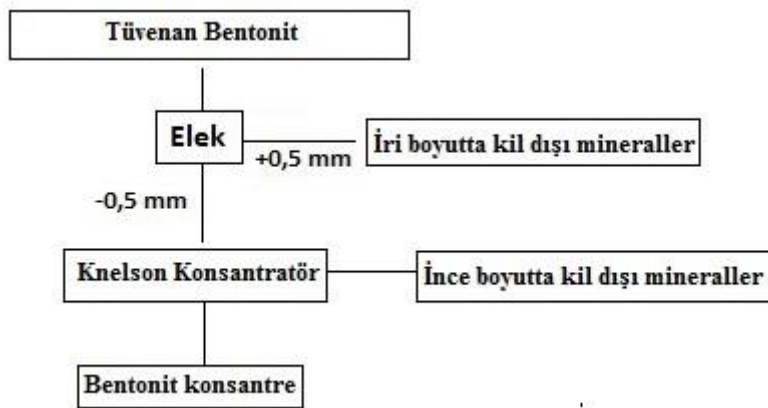 Tüvenan Bentonit
Elek
+0,5 mm
İri boyutta kil dışı mineraller
-0,5 mm
Knelson Konsantratör
İnce boyutta kil dışı mineraller
Bentonit konsantre